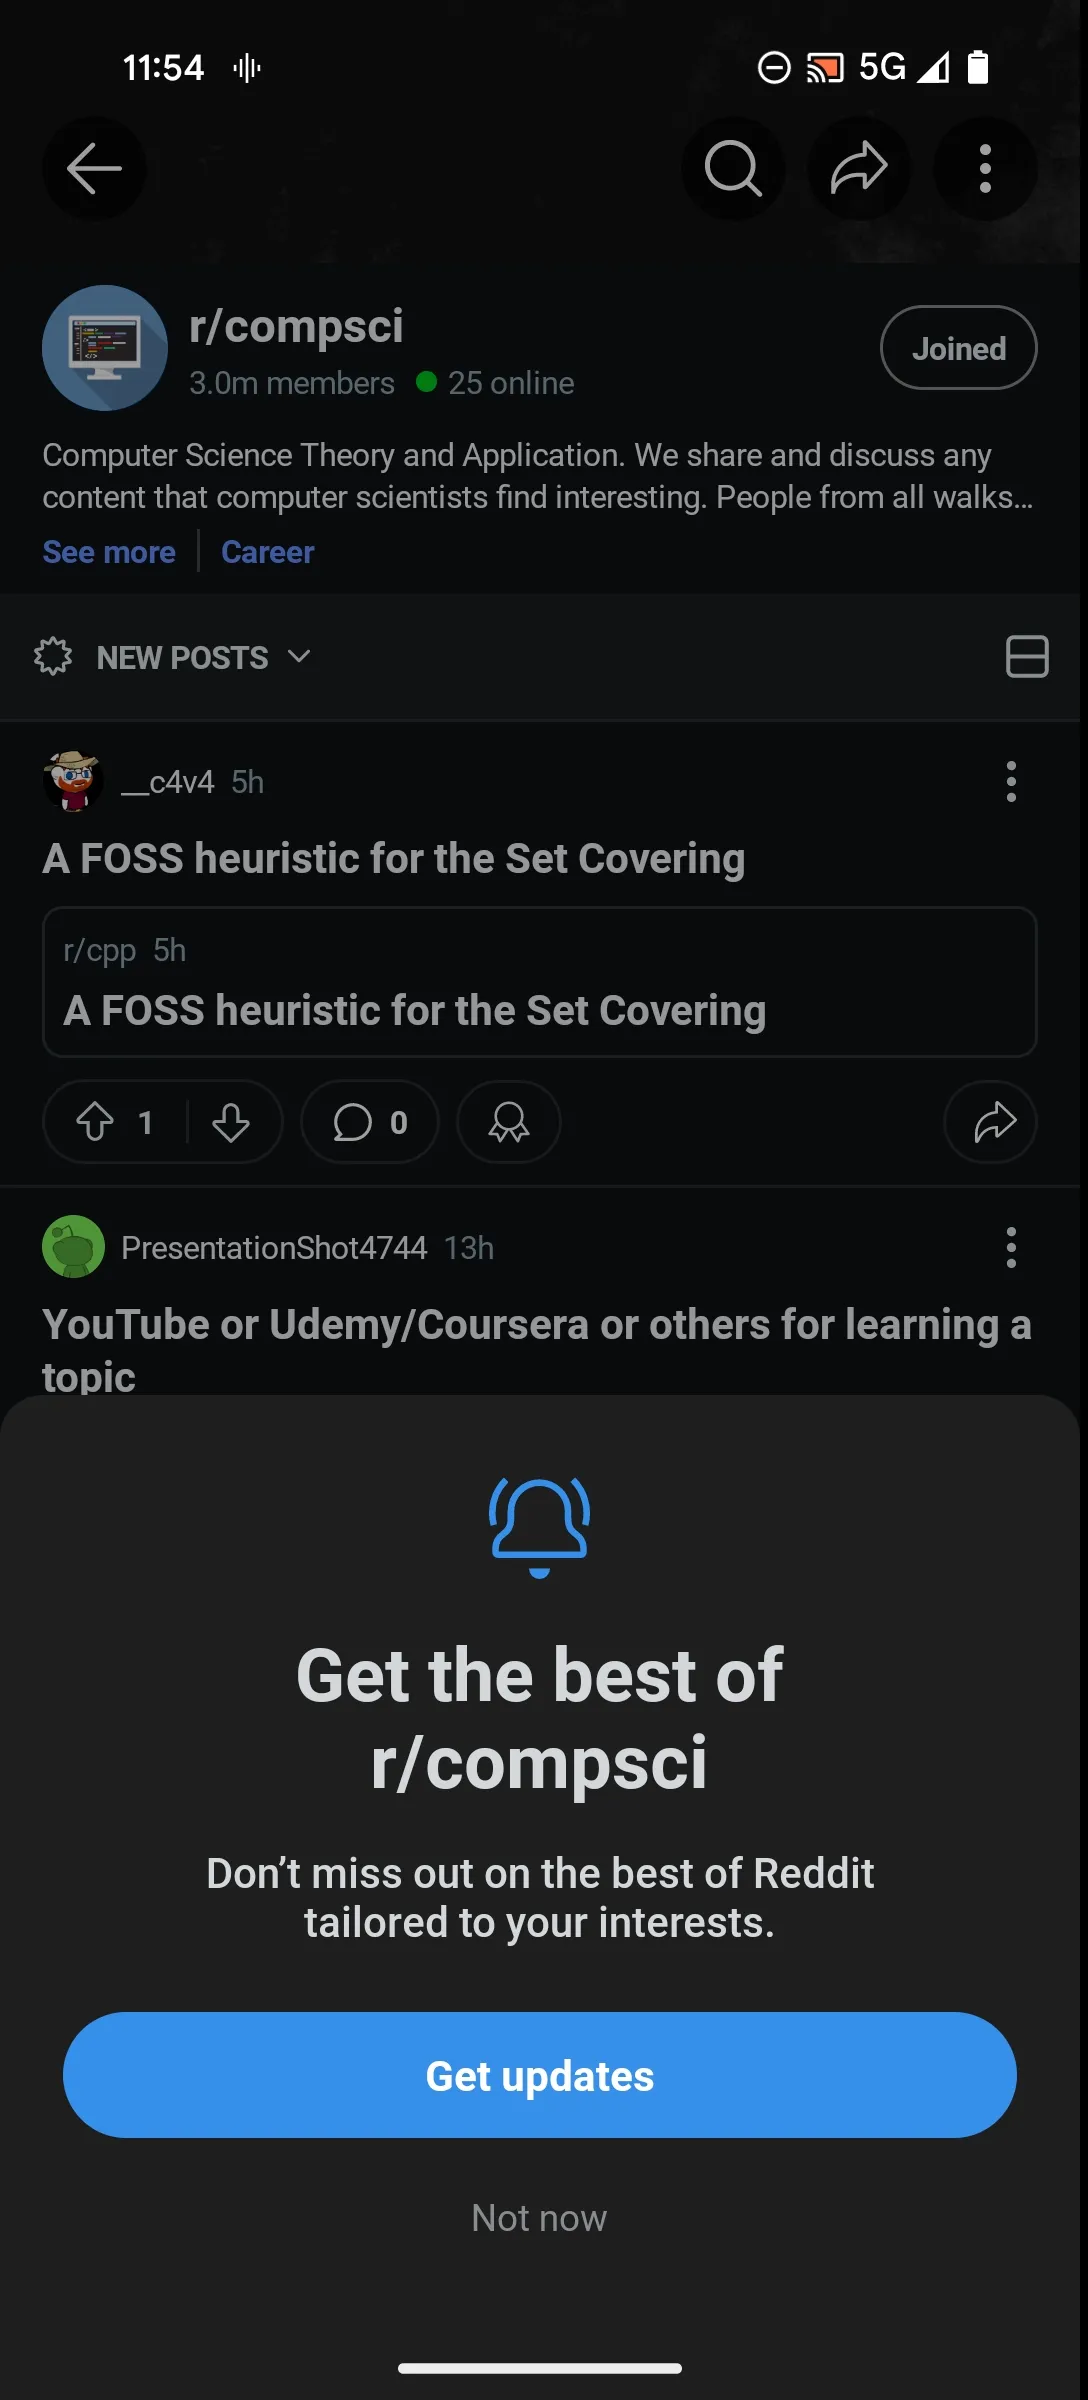 11:54 5G
r/compsci
3.0m members 25 online
Joined
Computer Science Theory and Application. We share and discuss any
content that computer scientists find interesting. People from all walks...
See more Career
NEW POSTS
__c4v4 5h
A FOSS heuristic for the Set Covering
r/cpp 5h
A FOSS heuristic for the Set Covering
1 0
PresentationShot4744 13h
YouTube or Udemy/Coursera or others for learning a
topic
Get the best of
r/compsci
Don’t miss out on the best of Reddit
tailored to your interests.
Get updates
Not now